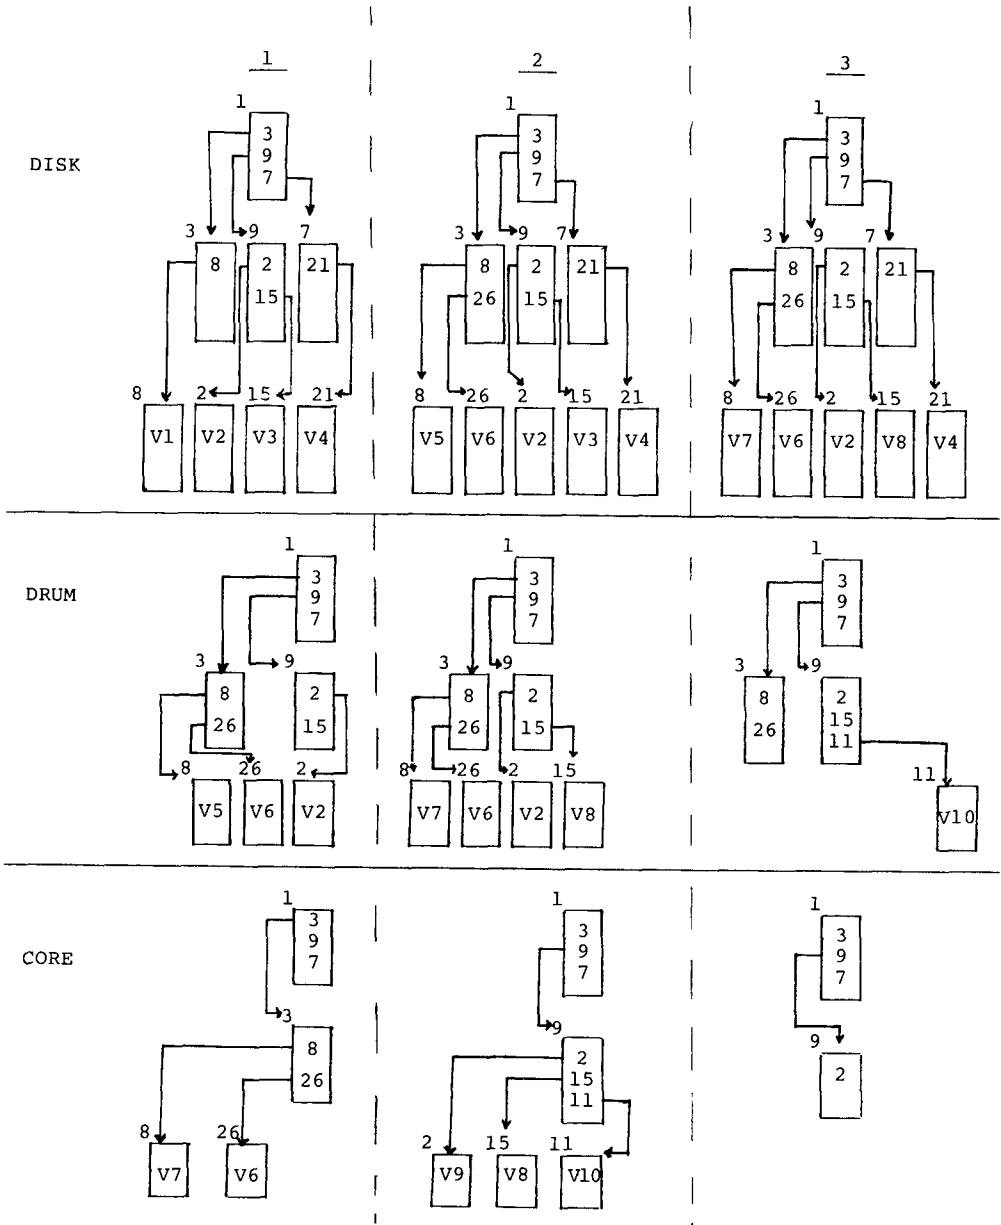 1 2 3
DISK
1 1 1
3 3 3
9 9 9
7 7 7
3 9 7 3 9 7 3 9 7
8 2 21 8 2 21 8 2 21
15 26 15 26 15
8 2 15 21 8 26 2 15 21 8 26 2 15 21
V1 V2 V3 V4 V5 V6 V2 V3 V4 V7 V6 V2 V8 V4
DRUM
1 1 1
3 3 3
9 9 9
7 7 7
3 9 3 9 3 9
8 2 8 2 8 2
26 15 26 15 26 15
11
8 26 2 8 26 2 15 11
V5 V6 V2 V7 V6 V2 V8 V10
CORE
1 1 1
3 3 3
9 9 9
7 7 7
3 9 9
8 2 2
26 15
11
8 26 2 15 11
V7 V6 V9 V8 V10